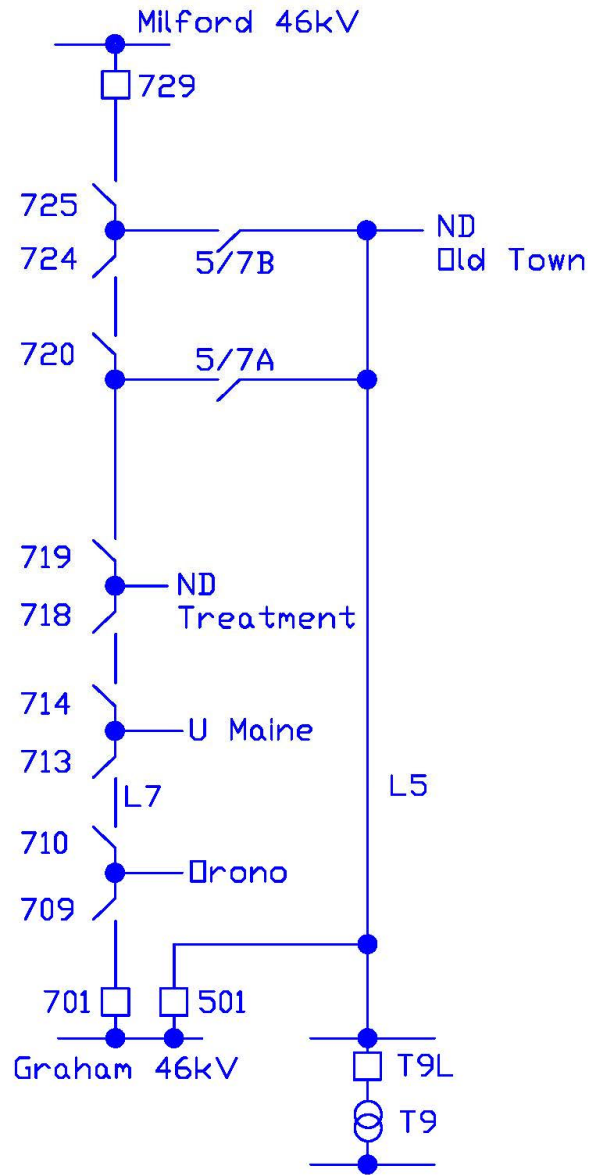 Milford 46kV
729
725
724
5/7B
ND
Old Town
720
5/7A
719
ND
718
Treatment
714
U Maine
713
L7
L5
710
Orono
709
701
501
Graham 46kV
T9L
T9